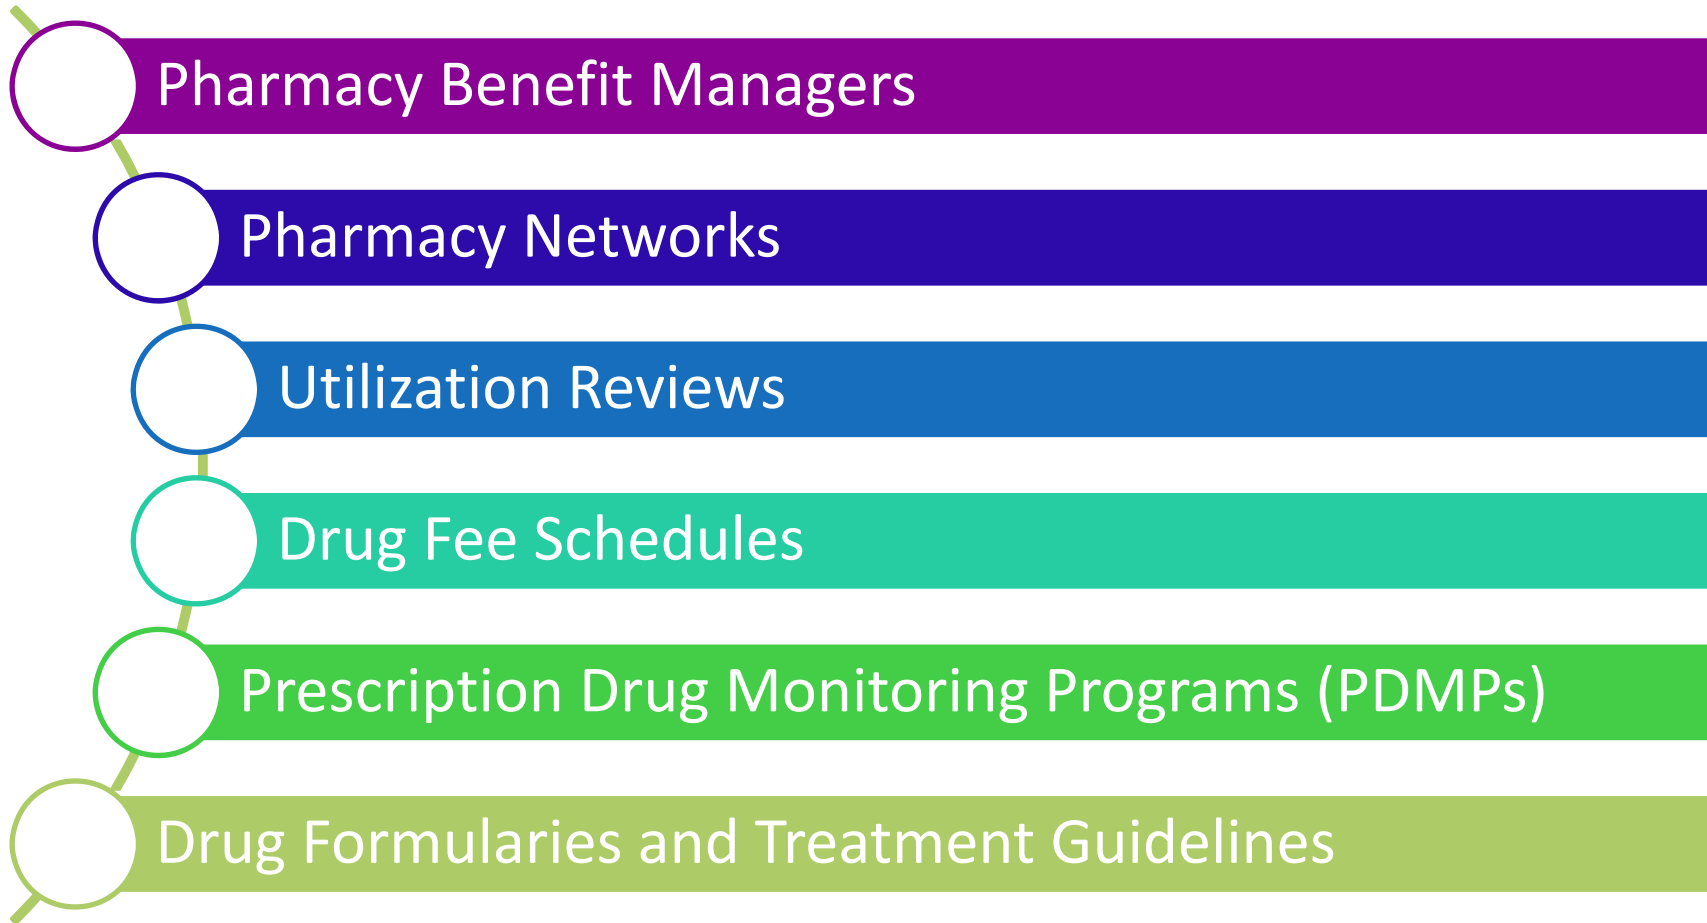 Pharmacy Benefit Managers
Pharmacy Networks
Utilization Reviews
Drug Fee Schedules
Prescription Drug Monitoring Programs (PDMPs)
Drug Formularies and Treatment Guidelines